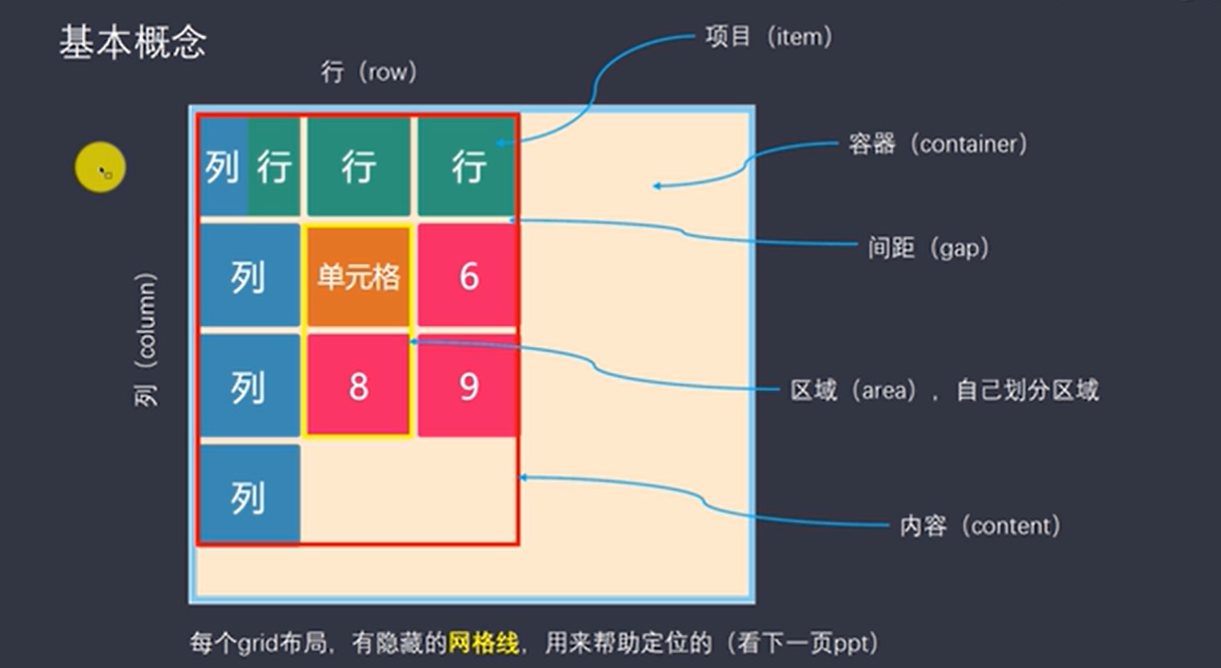 基本概念
项目（item）
行（row）
容器（container）
列 行 行 行
间距（gap）
列 单元格 6
列（column）
列 8 9
区域（area），自己划分区域
列
内容（content）
每个grid布局，有隐藏的网格线，用来帮助定位的（看下一页ppt）